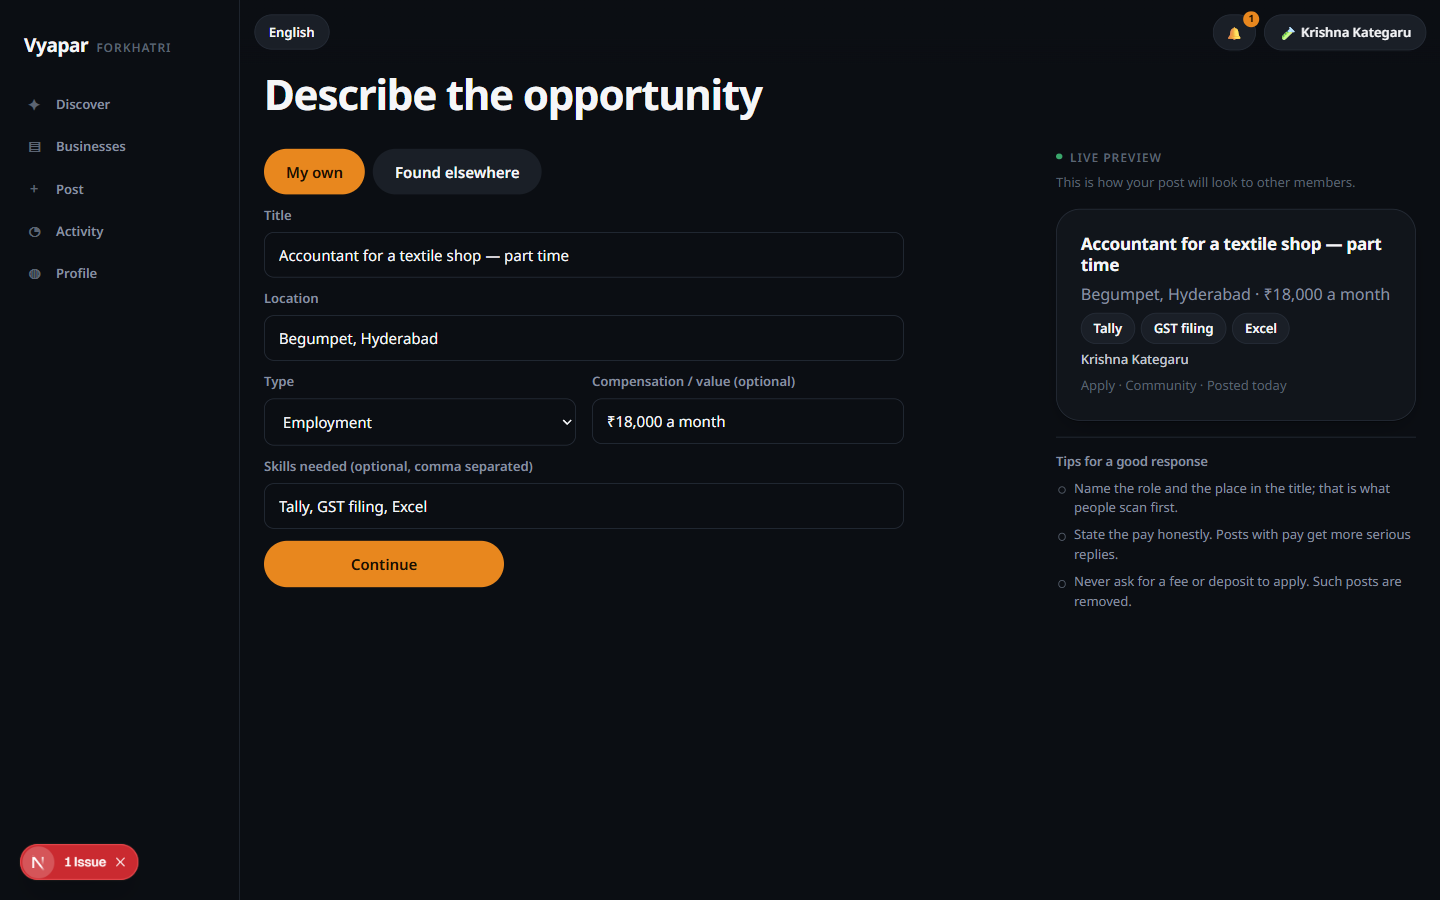 Vyapar FORKHATRI
Discover
Businesses
Post
Activity
Profile
1 Issue
English
1
Krishna Kategaru
Describe the opportunity
My own
Found elsewhere
Title
Accountant for a textile shop — part time
Location
Begumpet, Hyderabad
Type
Compensation / value (optional)
Employment
₹18,000 a month
Skills needed (optional, comma separated)
Tally, GST filing, Excel
Continue
LIVE PREVIEW
This is how your post will look to other members.
Accountant for a textile shop — part
time
Begumpet, Hyderabad · ₹18,000 a month
Tally
GST filing
Excel
Krishna Kategaru
Apply · Community · Posted today
Tips for a good response
Name the role and the place in the title; that is what
people scan first.
State the pay honestly. Posts with pay get more serious
replies.
Never ask for a fee or deposit to apply. Such posts are
removed.